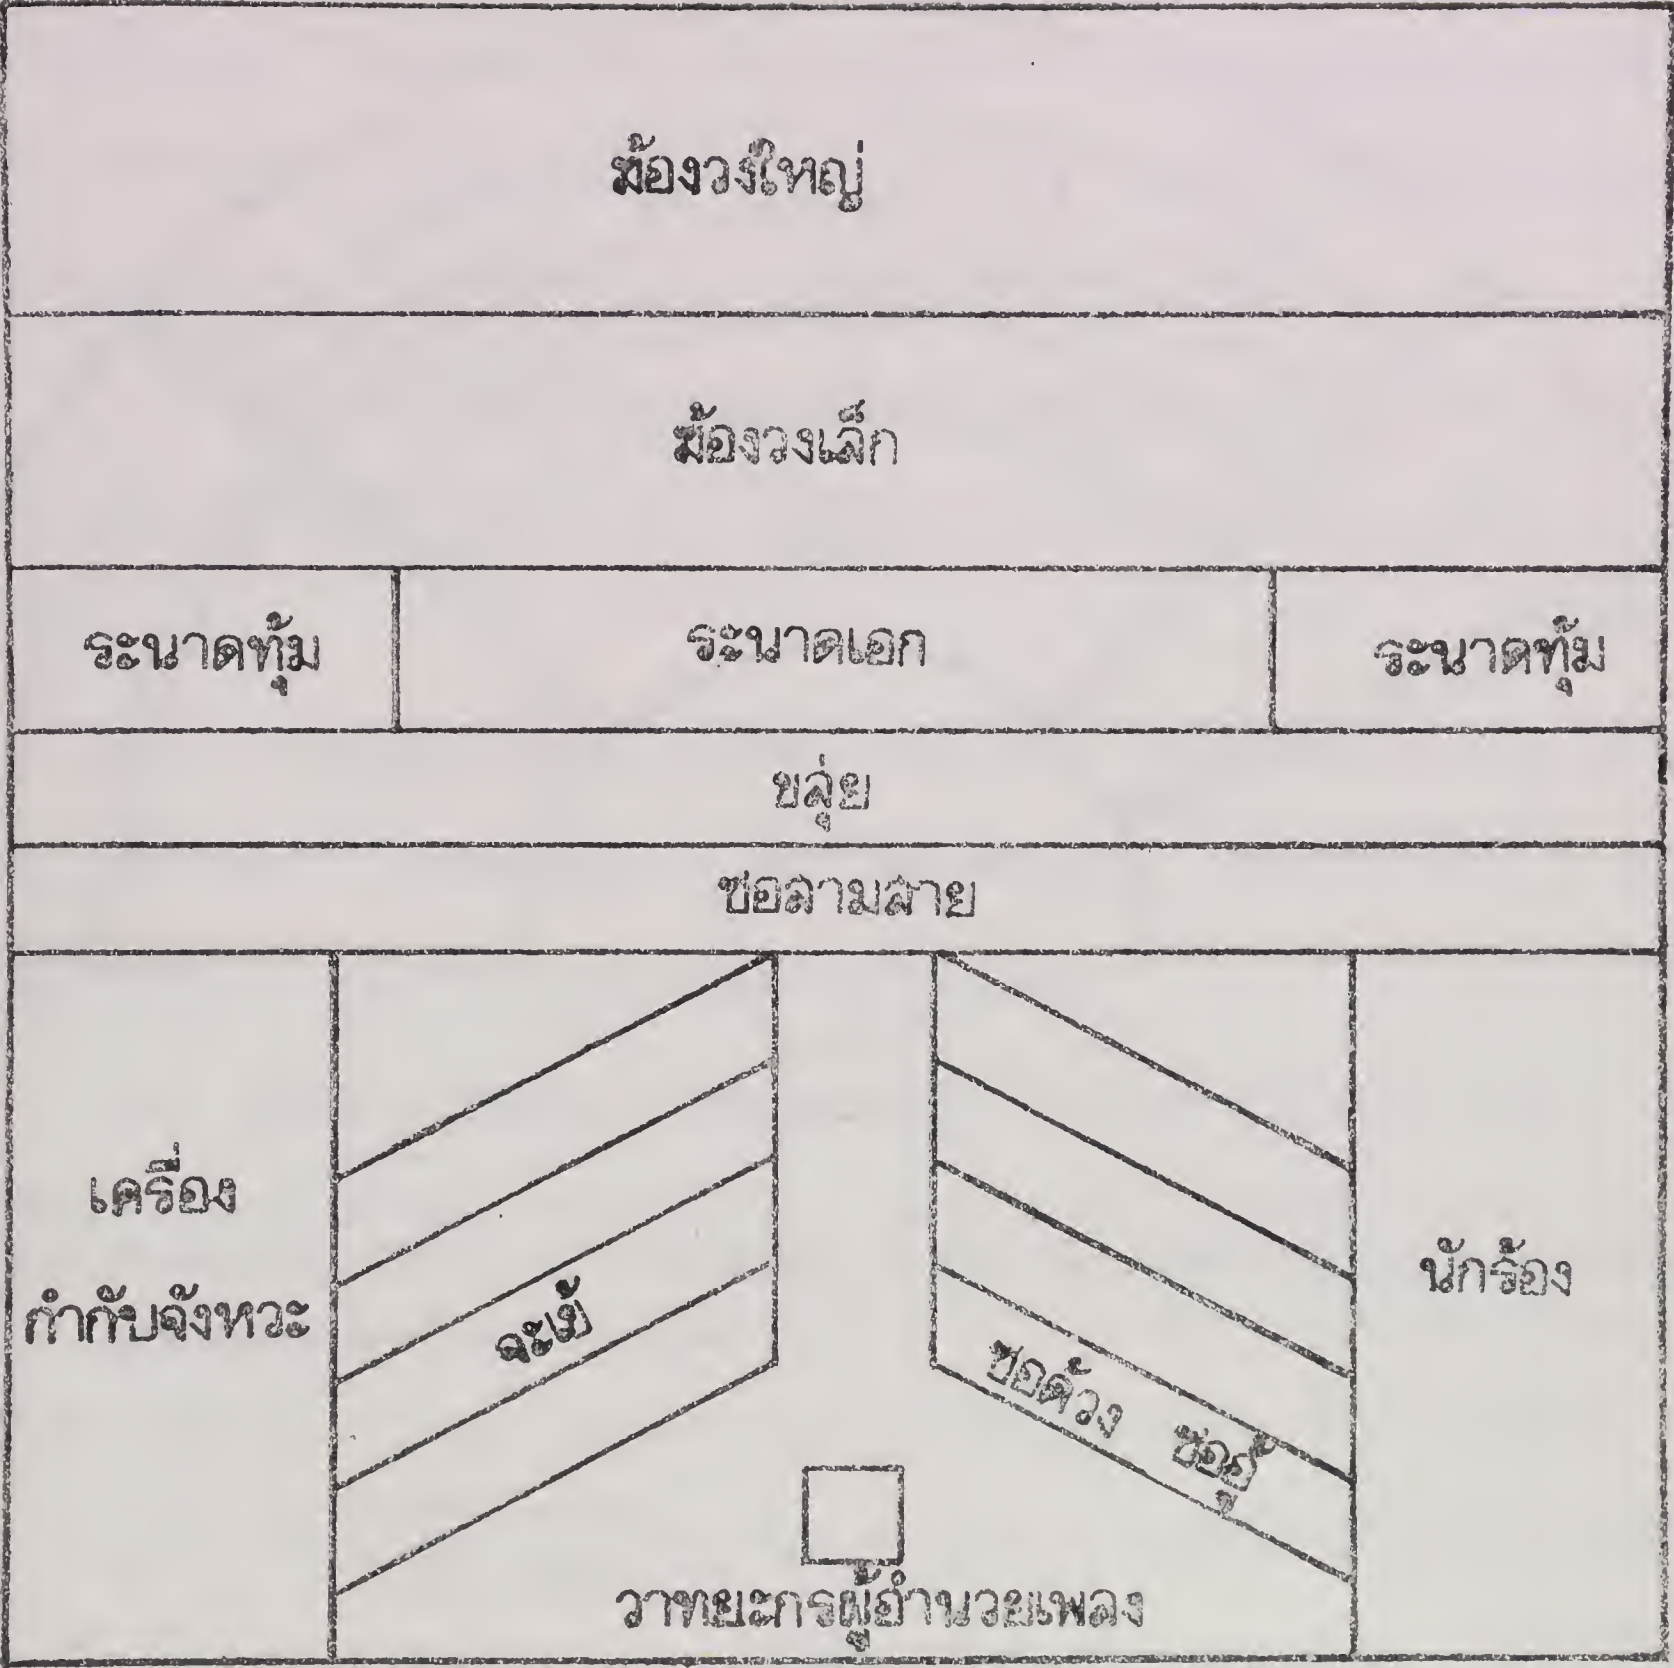 ฆ้องวงใหญ่
ฆ้องวงเล็ก
ระนาดทุ้ม ระนาดเอก ระนาดทุ้ม
ขลุ่ย
ซอสามสาย
เครื่อง
กำกับจังหวะ
จะเข้
ซอด้วง ซออู้
นักร้อง
วาทยะกรผู้อำนวยเพลง